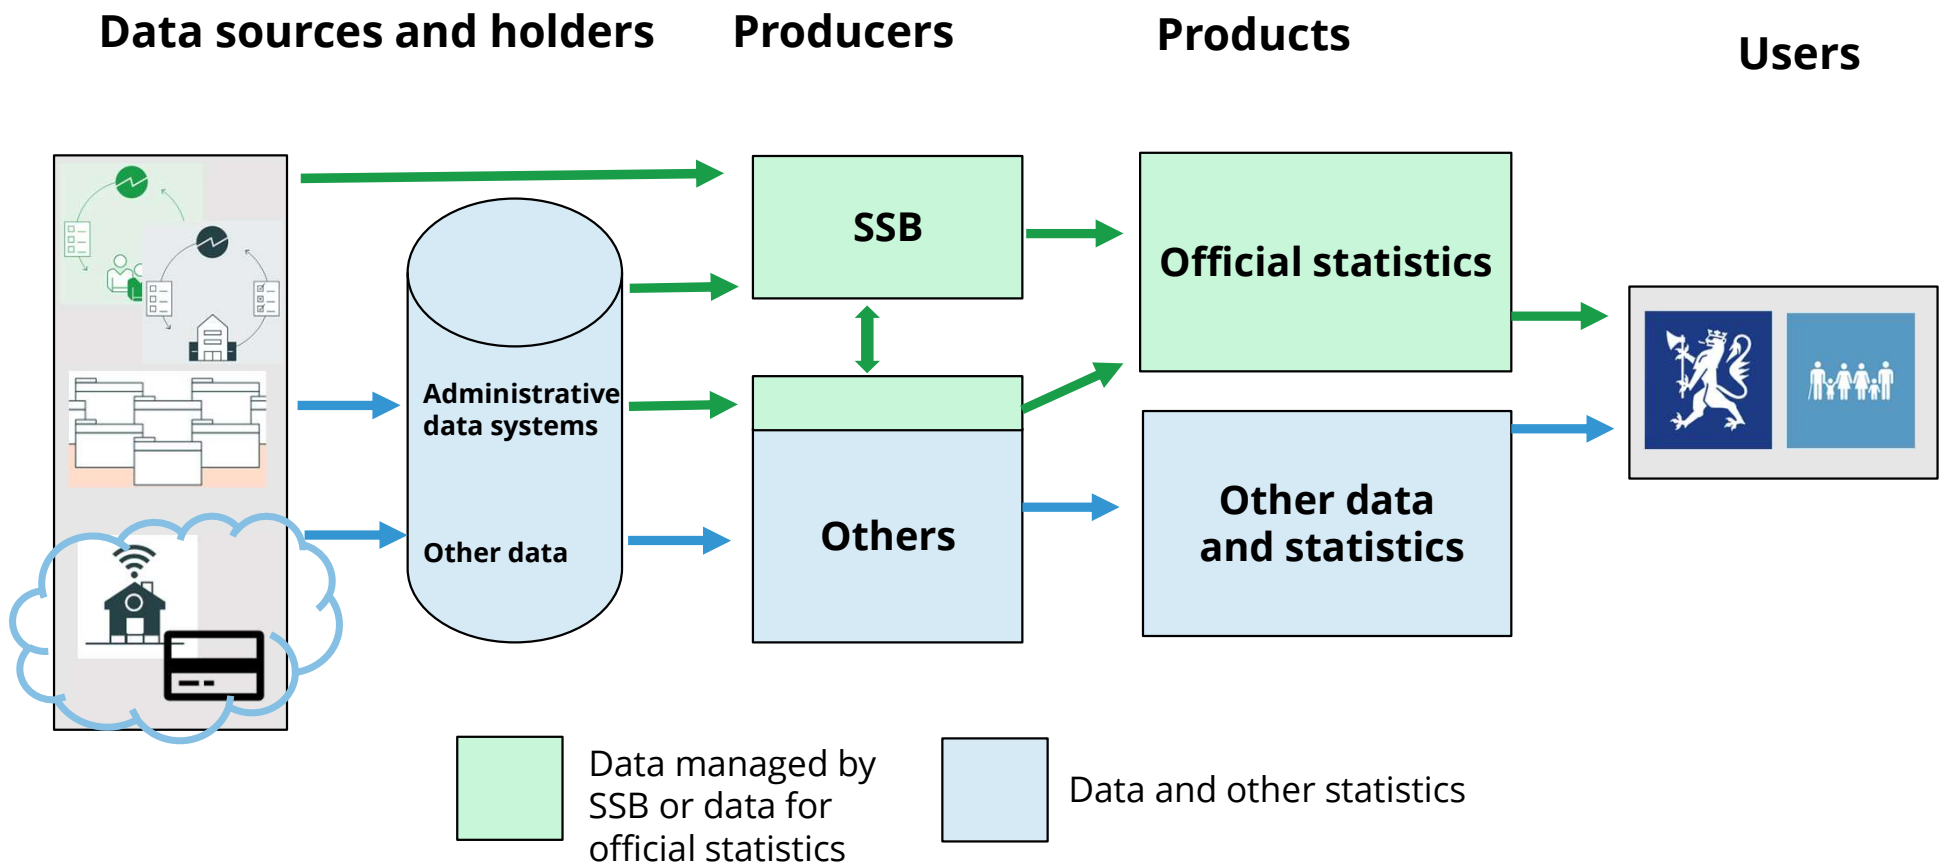 Data sources and holders
Producers
Products
Users
SSB
Official statistics
Administrative
data systems
Other data
Others
Other data
and statistics
Data managed by
SSB or data for
official statistics
Data and other statistics